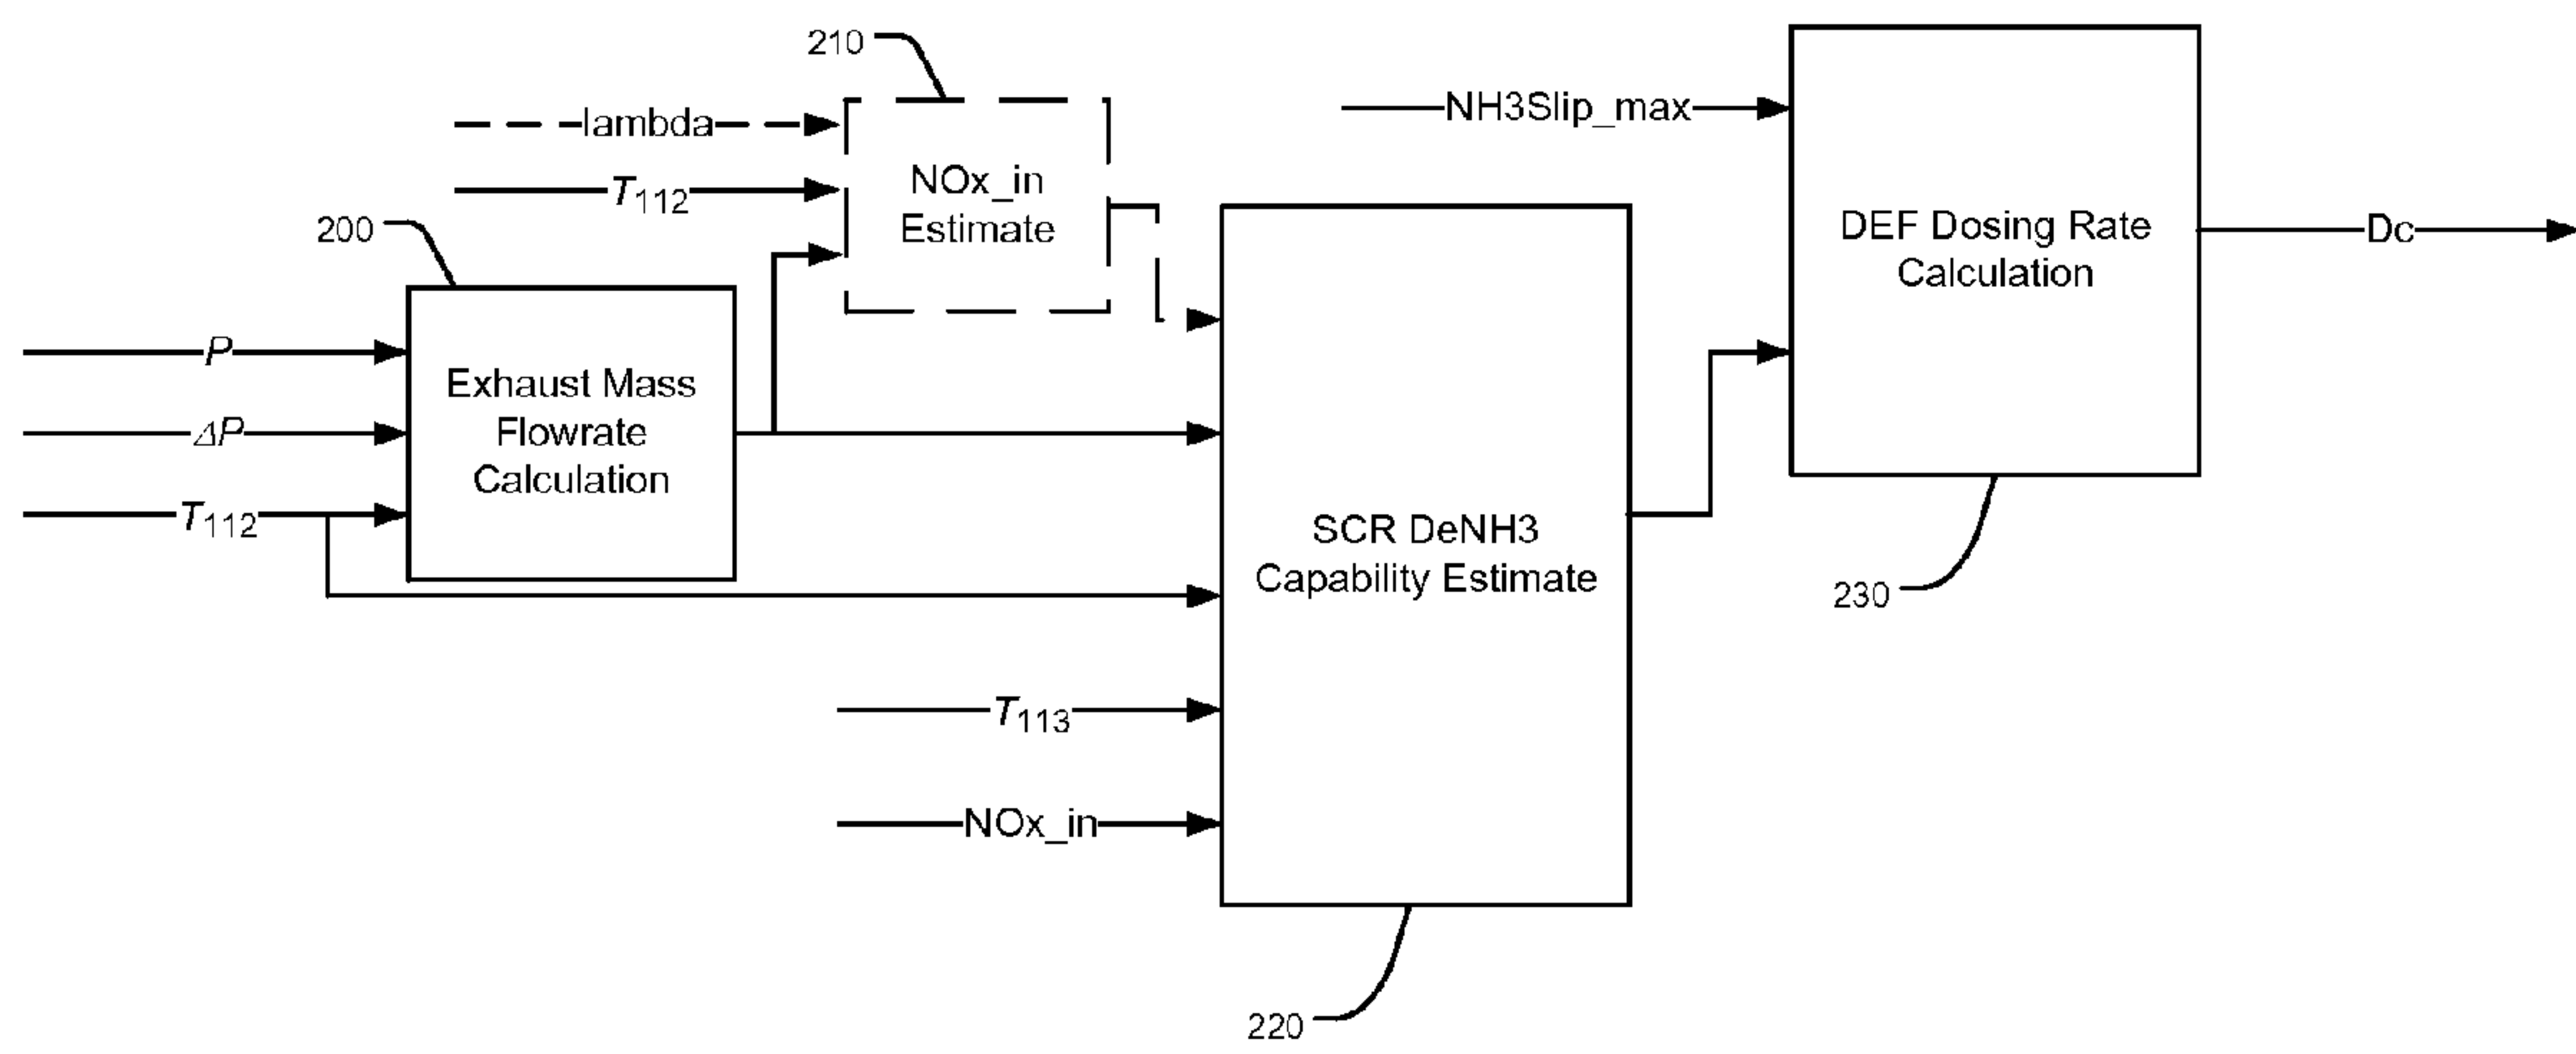 210
lambda
NH3Slip_max
T112
NOx_in
Estimate
200
DEF Dosing Rate
Calculation
Dc
P
ΔP
T112
Exhaust Mass
Flowrate
Calculation
SCR DeNH3
Capability Estimate
230
T113
NOx_in
220